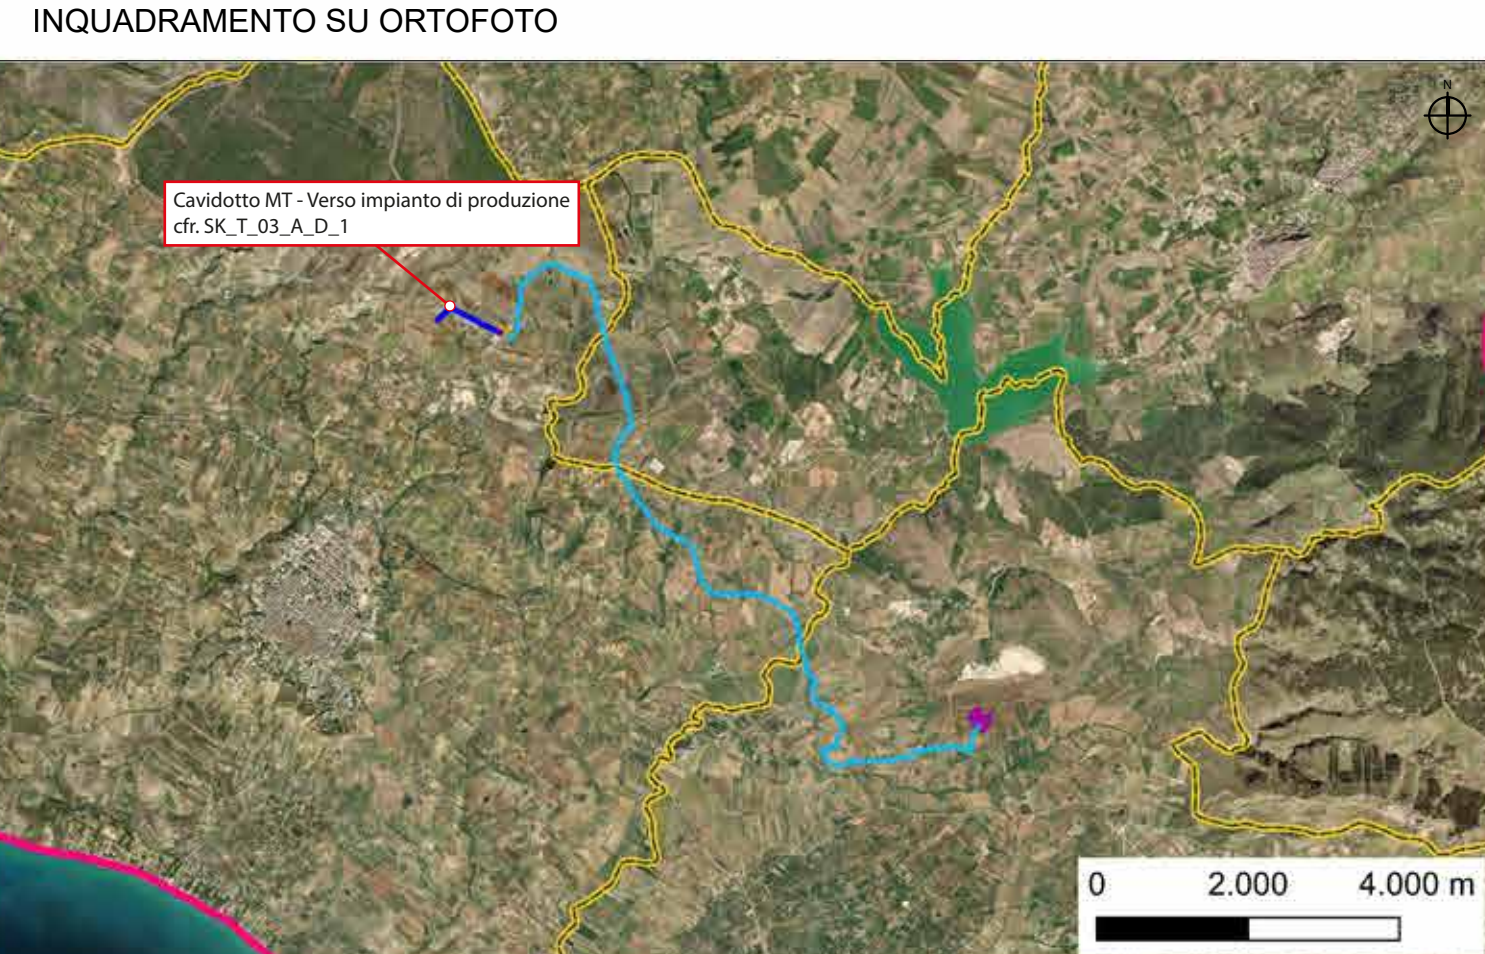 INQUADRAMENTO SU ORTOFOTO
N
Cavidotto MT - Verso impianto di produzione
cfr. SK_T_03_A_D_1
0 2.000 4.000 m